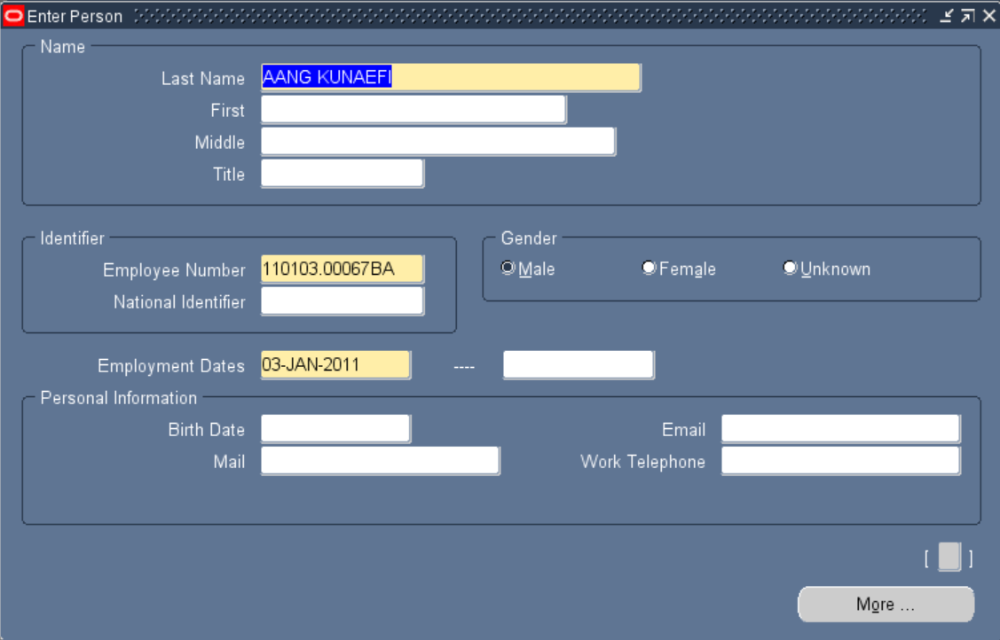 Enter Person
Name
Last Name AANG KUNAEFI
First
Middle
Title
Identifier
Employee Number 110103.00067BA
National Identifier
Gender
Male Female Unknown
Employment Dates 03-JAN-2011 ----
Personal Information
Birth Date Email
Mail Work Telephone
[ ]
More ...